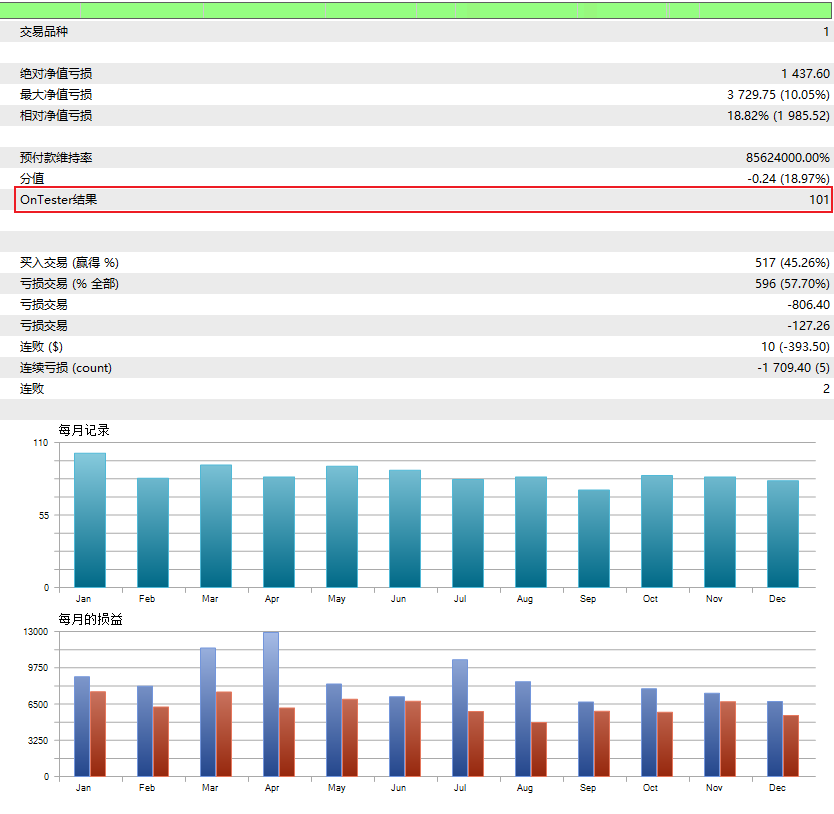 交易品种 1
绝对净值亏损 1 437.60
最大净值亏损 3 729.75 (10.05%)
相对净值亏损 18.82% (1 985.52)
预付款维持率 85624000.00%
分值 -0.24 (18.97%)
OnTester结果 101
买入交易 (赢得 %) 517 (45.26%)
亏损交易 (% 全部) 596 (57.70%)
亏损交易 -806.40
亏损交易 -127.26
连败 ($) 10 (-393.50)
连续亏损 (count) -1 709.40 (5)
连败 2
每月记录
110
55
0
Jan Feb Mar Apr May Jun Jul Aug Sep Oct Nov Dec
每月的损益
13000
9750
6500
3250
0
Jan Feb Mar Apr May Jun Jul Aug Sep Oct Nov Dec